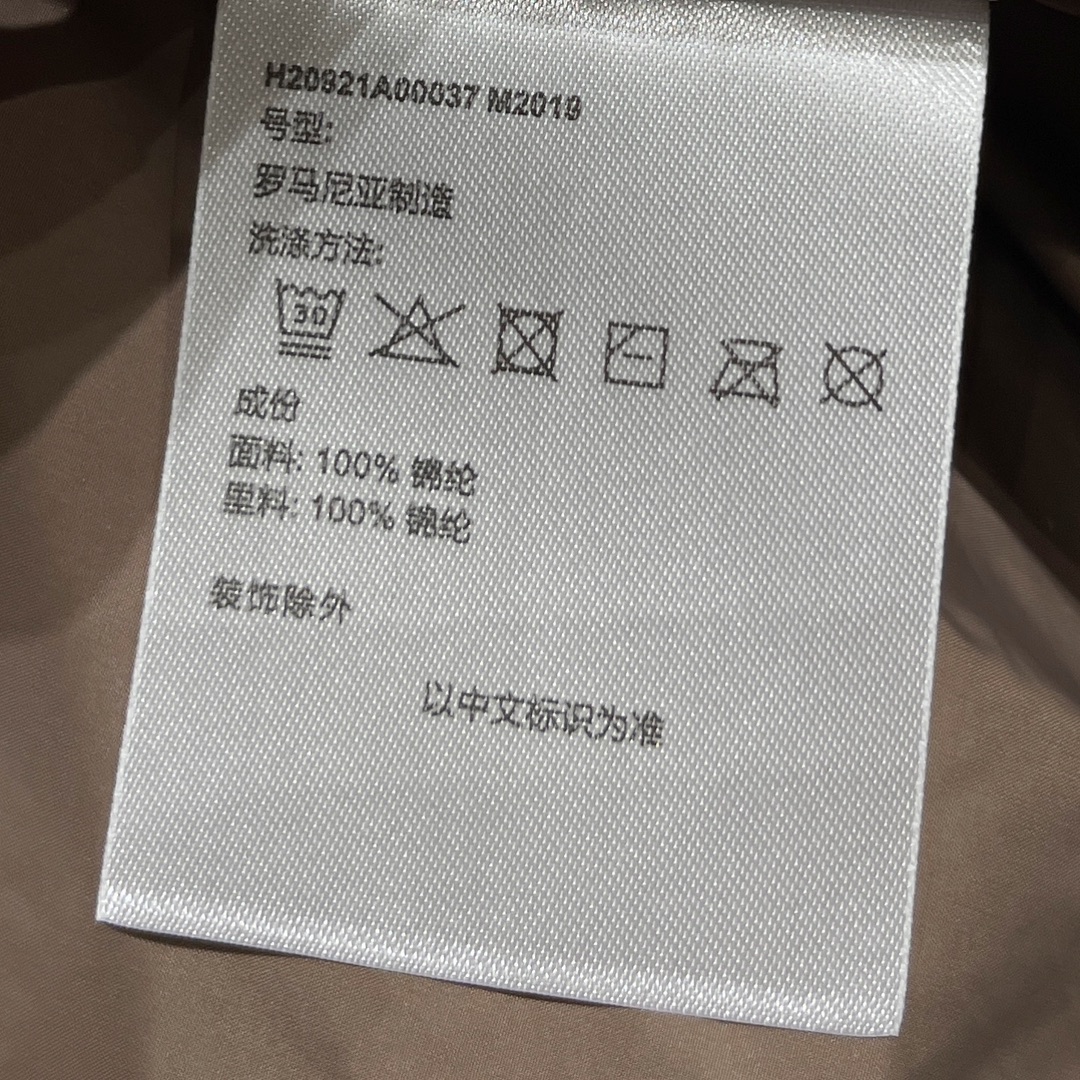 H20921A00037 M2019
号型:
罗马尼亚制造
洗涤方法:
30
成份
面料: 100% 锦纶
里料: 100% 锦纶
装饰除外
以中文标识为准